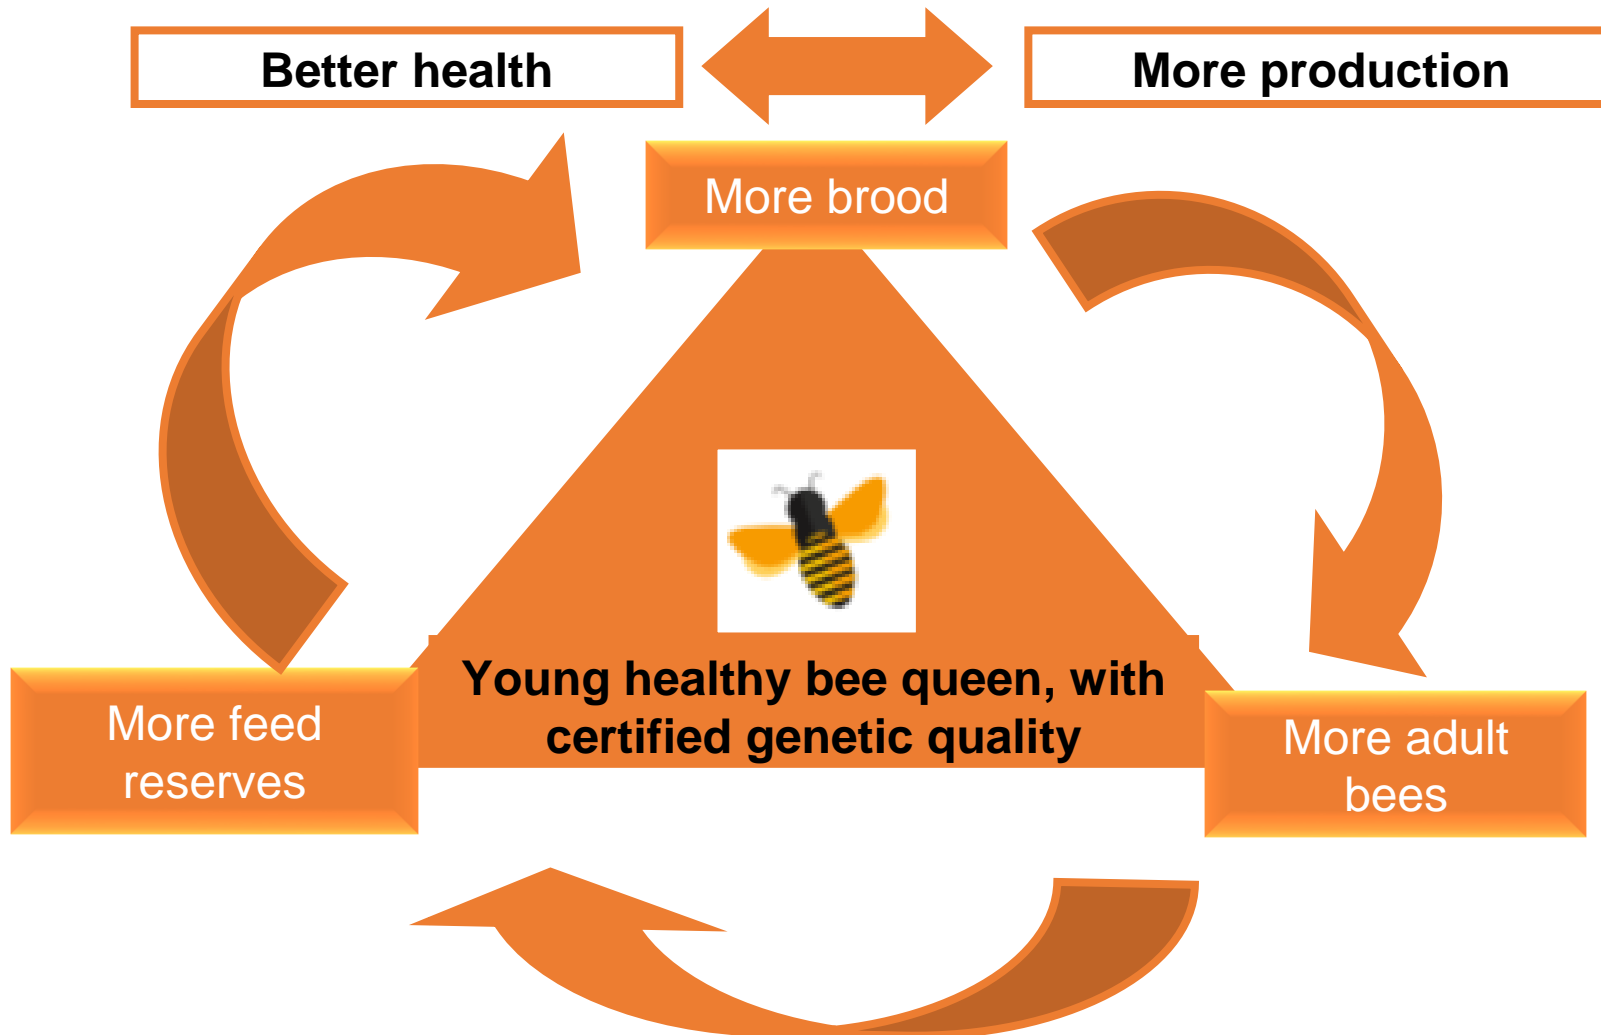 Better health
More production
More brood
Young healthy bee queen, with
certified genetic quality
More feed
reserves
More adult
bees